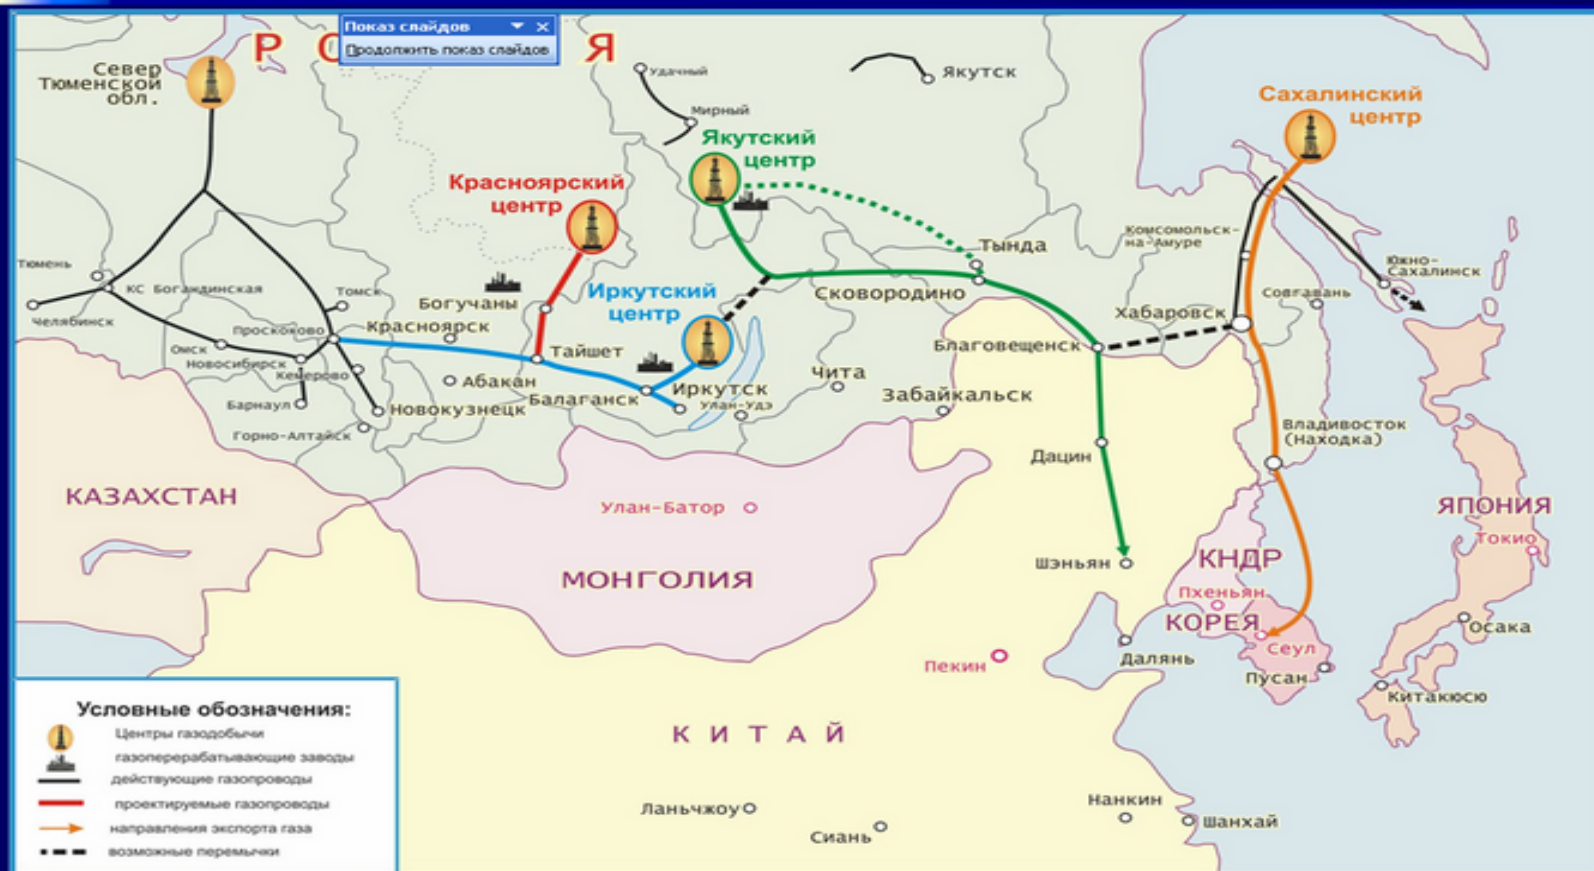 Показ слайдов
Продолжить показ слайдов
Р
Я
Север
Тюменской
обл.
Удачный
Якутск
Мирный
Сахалинский
центр
Якутский
центр
Красноярский
центр
Комсомольск-
на-Амуре
Тында
Тюмень
КС Богандинская
Томск
Богучаны
Иркутский
центр
Сковородино
Южно-
Сахалинск
Совгавань
Хабаровск
Челябинск
Проскоково
Красноярск
Омск
Новосибирск
Кемерово
Тайшет
Благовещенск
Абакан
Балаганск
Иркутск
Чита
Улан-Удэ
Забайкальск
Барнаул
Новокузнецк
Горно-Алтайск
Владивосток
(Находка)
Дацин
КАЗАХСТАН
Улан-Батор
ЯПОНИЯ
Токио
МОНГОЛИЯ
Шэньян
КНДР
Пхеньян
КОРЕЯ
Сеул
Осака
Пекин
Далянь
Пусан
Китакюсю
КИТАЙ
Ланьчжоу
Сиань
Нанкин
Шанхай
Условные обозначения:
Центры газодобычи
газоперерабатывающие заводы
действующие газопроводы
проектируемые газопроводы
направления экспорта газа
возможные перемычки